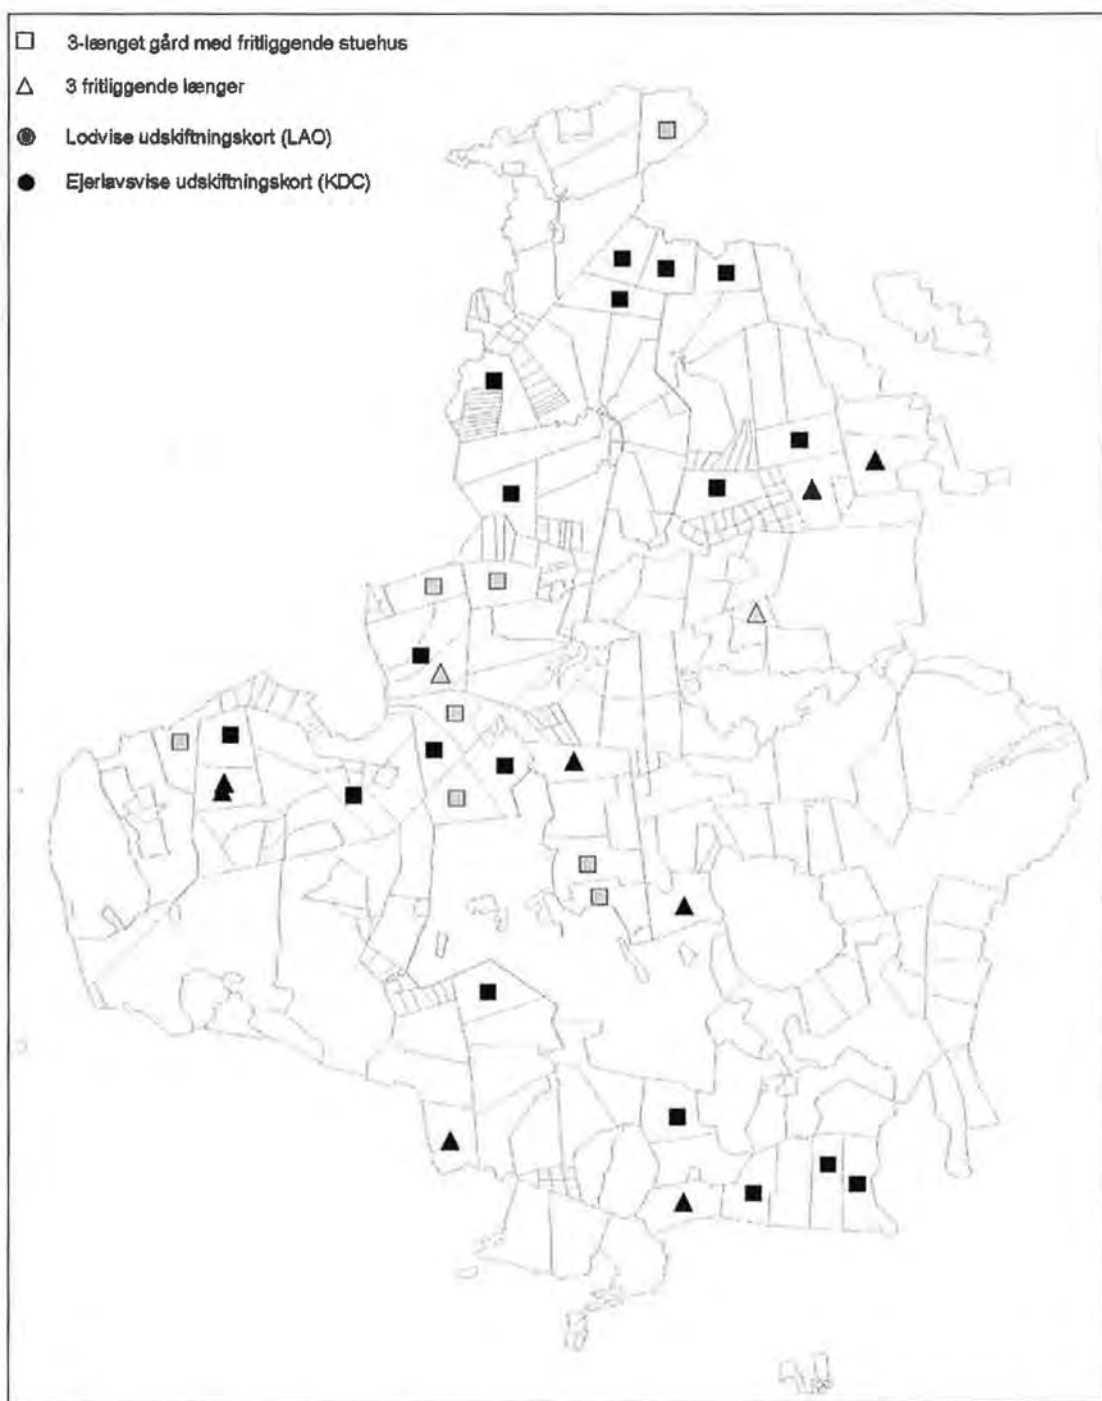 3-længet gård med fritliggende stuehus
3 fritliggende længer
Lodvise udskiftningskort (LAO)
Ejerlavsvise udskiftningskort (KDC)